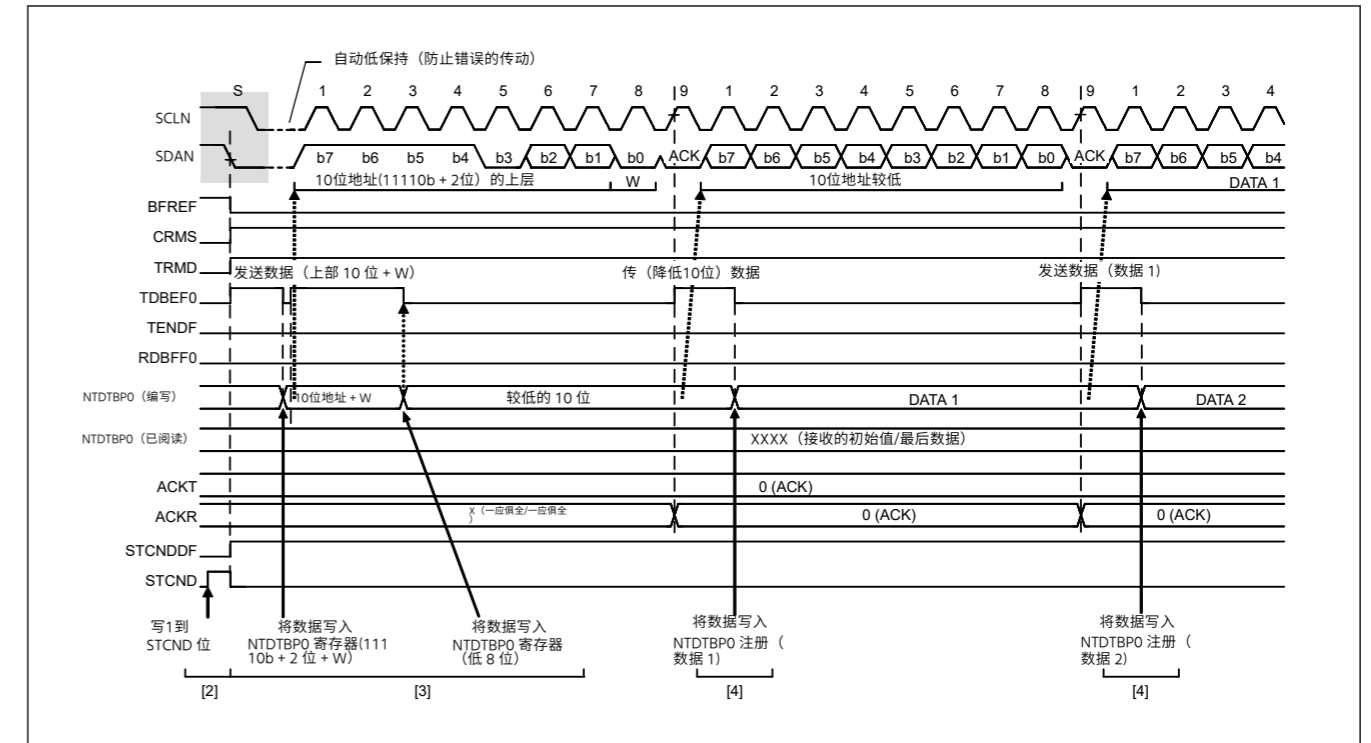 自动低保持（防止错误的传动）
S 1 2 3 4 5 6 7 8 9 1 2 3 4 5 6 7 8 9 1 2 3 4
SCLN
SDAN b7 b6 b5 b4 b3 b2 b1 b0 ACK b7 b6 b5 b4 b3 b2 b1 b0 ACK b7 b6 b5 b4
10位地址(11110b + 2位）的上层 W 10位地址较低 DATA 1
BFREF
CRMS
TRMD
发送数据（上部 10 位 + W） 传（降低10位）数据 发送数据（数据 1)
TDBEF0
TENDF
RDBFF0
NTDTBP0（编写） 10位地址 + W 较低的 10 位 DATA 1 DATA 2
NTDTBP0（已阅读） XXXX（接收的初始值/最后数据）
ACKT 0 (ACK)
ACKR X（一应俱全/一应俱全 0 (ACK) 0 (ACK)
）
STCNDDF
STCND
写1到 将数据写入 将数据写入 将数据写入 将数据写入
STCND 位 NTDTBP0 寄存器(111 NTDTBP0 寄存器 NTDTBP0 注册（ NTDTBP0 注册（
10b + 2 位 + W） （低 8 位） 数据 1) 数据 2)
[2] [3] [4] [4]